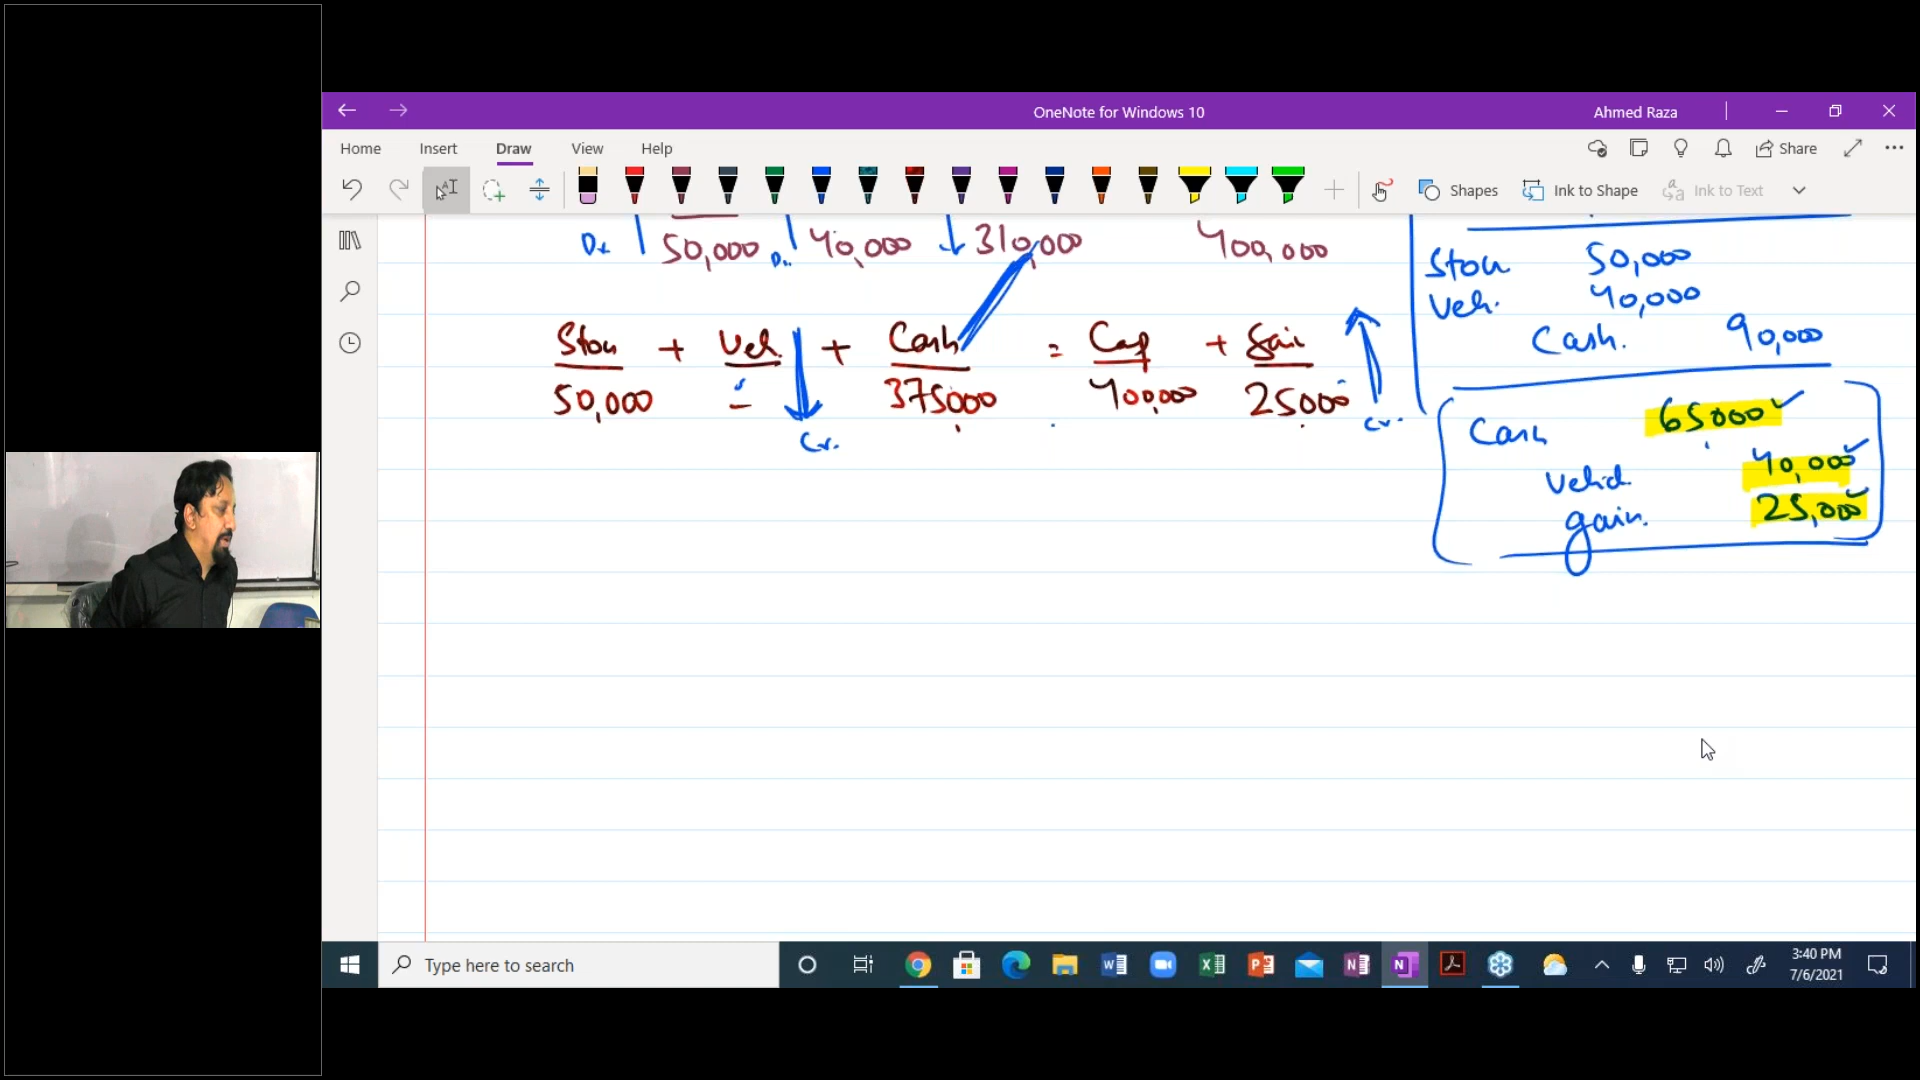 OneNote for Windows 10
Ahmed Raza
Home Insert Draw View Help
Share
Shapes Ink to Shape Ink to Text
Dr 50,000 Dr. 40,000 310,000 400,000
Stock + Veh. + Cash = Cap + Gain
50,000 - 375000 400,000 25000
Cr. Cr.
Stock 50,000
Veh. 40,000
Cash. 90,000
Cash 65000
Vehicl 40,000
gain. 25,000
Type here to search
3:40 PM
7/6/2021